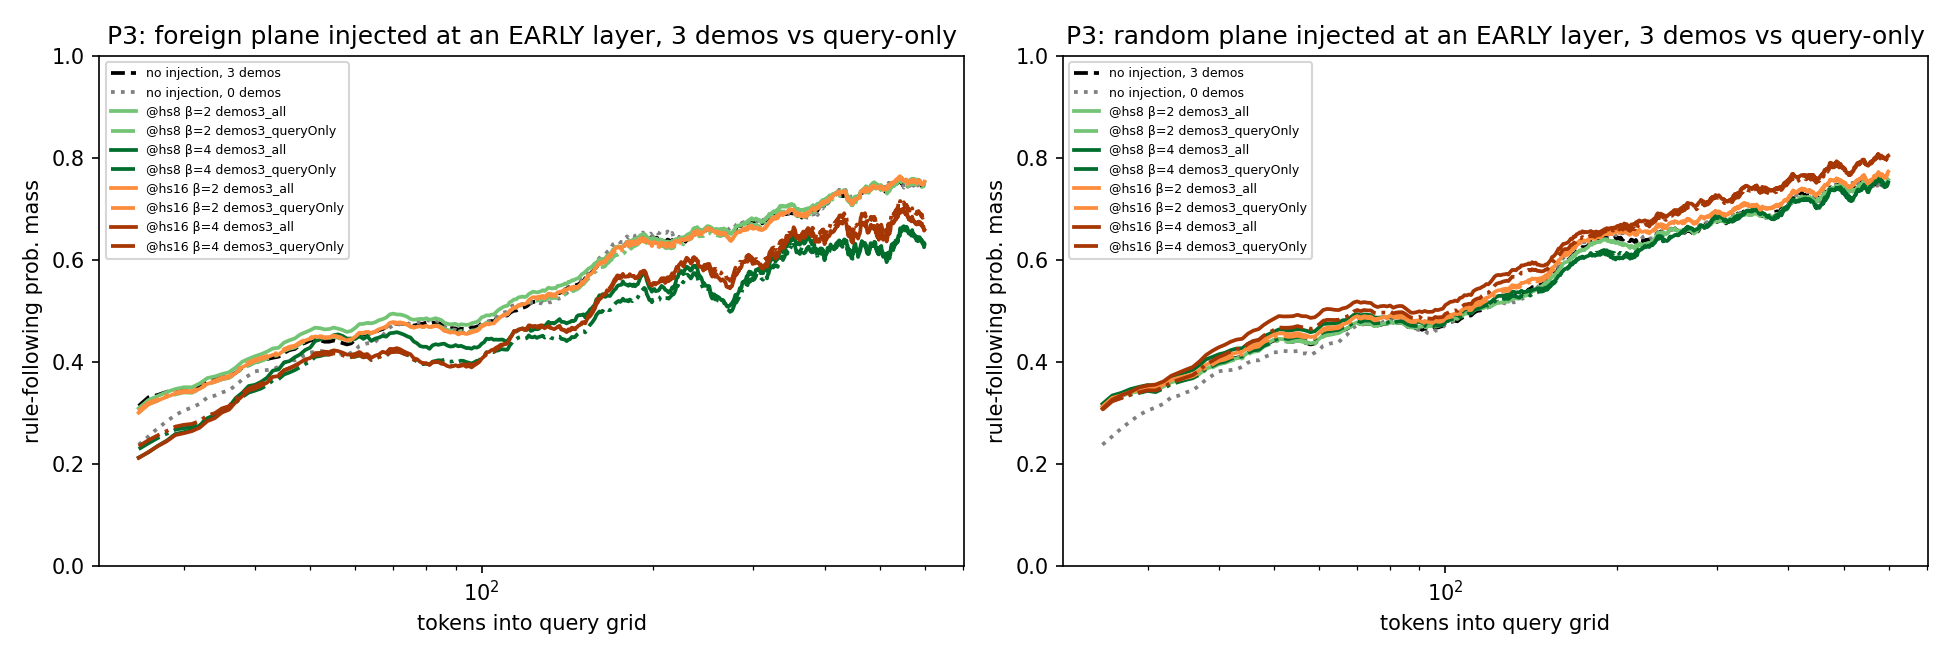 P3: foreign plane injected at an EARLY layer, 3 demos vs query-only
1.0
0.8
0.6
0.4
0.2
0.0
rule-following prob. mass
no injection, 3 demos
no injection, 0 demos
@hs8 β=2 demos3_all
@hs8 β=2 demos3_queryOnly
@hs8 β=4 demos3_all
@hs8 β=4 demos3_queryOnly
@hs16 β=2 demos3_all
@hs16 β=2 demos3_queryOnly
@hs16 β=4 demos3_all
@hs16 β=4 demos3_queryOnly
10²
tokens into query grid
P3: random plane injected at an EARLY layer, 3 demos vs query-only
1.0
0.8
0.6
0.4
0.2
0.0
rule-following prob. mass
no injection, 3 demos
no injection, 0 demos
@hs8 β=2 demos3_all
@hs8 β=2 demos3_queryOnly
@hs8 β=4 demos3_all
@hs8 β=4 demos3_queryOnly
@hs16 β=2 demos3_all
@hs16 β=2 demos3_queryOnly
@hs16 β=4 demos3_all
@hs16 β=4 demos3_queryOnly
10²
tokens into query grid